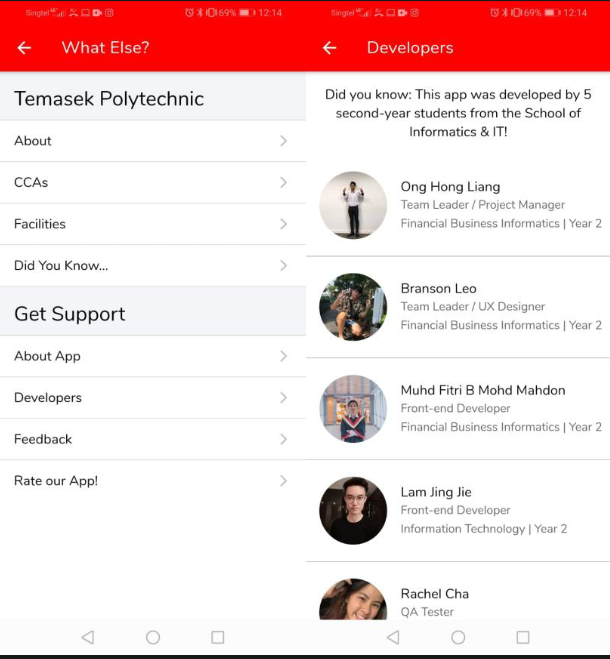 Singtel 69% 12:14
What Else?
Temasek Polytechnic
About
CCAs
Facilities
Did You Know...
Get Support
About App
Developers
Feedback
Rate our App!
Singtel 69% 12:14
Developers
Did you know: This app was developed by 5
second-year students from the School of
Informatics & IT!
Ong Hong Liang
Team Leader / Project Manager
Financial Business Informatics | Year 2
Branson Leo
Team Leader / UX Designer
Financial Business Informatics | Year 2
Muhd Fitri B Mohd Mahdon
Front-end Developer
Financial Business Informatics | Year 2
Lam Jing Jie
Front-end Developer
Information Technology | Year 2
Rachel Cha
QA Tester